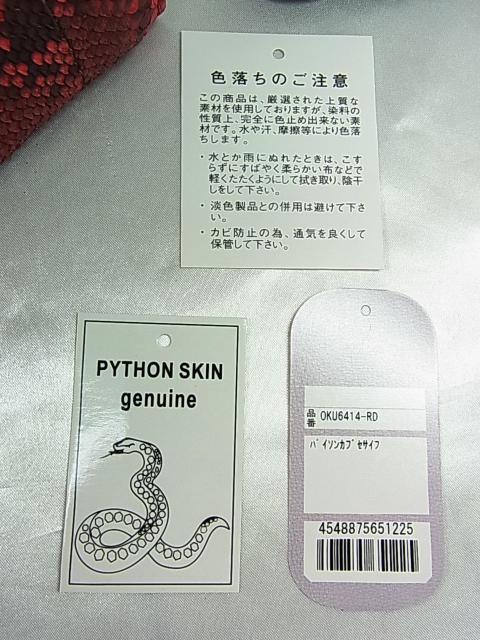 色落ちのご注意
この商品は、厳選された上質な
素材を使用しておりますが、染料の
性質上、完全に色止め出来ない素
材です。水や汗、摩擦等により色落
ちします。
・水とか雨にぬれたときは、こす
らずにすばやく柔らかい布などで
軽くたたくようにして拭き取り、陰干
しをして下さい。
・淡色製品との併用は避けて下さ
い。
・カビ防止の為、通気を良くして
保管して下さい。
PYTHON SKIN
genuine
品番 OKU6414-RD
パイソンカブセサイフ
4548875651225